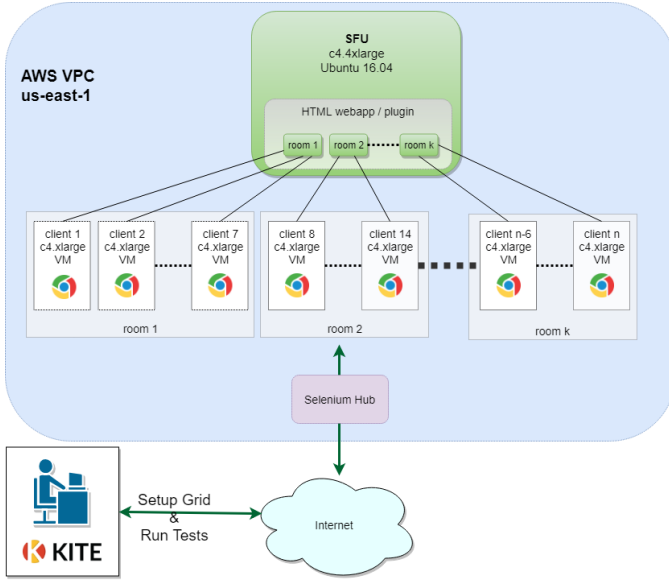 SFU
c4.4xlarge
Ubuntu 16.04
AWS VPC
us-east-1
HTML webapp / plugin
room 1
room 2
room k
client 1
c4.xlarge
VM
client 2
c4.xlarge
VM
client 7
c4.xlarge
VM
room 1
client 8
c4.xlarge
VM
client 14
c4.xlarge
VM
room 2
client n-6
c4.xlarge
VM
client n
c4.xlarge
VM
room k
Selenium Hub
Setup Grid
&
Run Tests
Internet
KITE